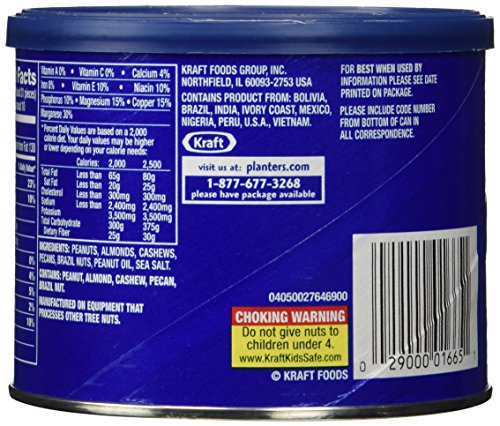 Facts
Vitamin A 0% • Vitamin C 0% • Calcium 4%
Iron 8% • Vitamin E 10% • Niacin 10%
Phosphorus 10% • Magnesium 15% • Copper 15%
Manganese 30%
*Percent Daily Values are based on a 2,000
calorie diet. Your daily values may be higher
or lower depending on your calorie needs:
Calories: 2,000 2,500
Total Fat Less than 65g 80g
Sat Fat Less than 20g 25g
Cholesterol Less than 300mg 300mg
Sodium Less than 2,400mg 2,400mg
Potassium 3,500mg 3,500mg
Total Carbohydrate 300g 375g
Dietary Fiber 25g 30g
INGREDIENTS: PEANUTS, ALMONDS, CASHEWS,
PECANS, BRAZIL NUTS, PEANUT OIL, SEA SALT.
CONTAINS: PEANUT, ALMOND, CASHEW, PECAN,
BRAZIL NUT.
MANUFACTURED ON EQUIPMENT THAT
PROCESSES OTHER TREE NUTS.
KRAFT FOODS GROUP, INC.
NORTHFIELD, IL 60093-2753 USA
CONTAINS PRODUCT FROM: BOLIVIA,
BRAZIL, INDIA, IVORY COAST, MEXICO,
NIGERIA, PERU, U.S.A., VIETNAM.
Kraft
visit us at: planters.com
1-877-677-3268
please have package available
FOR BEST WHEN USED BY
INFORMATION PLEASE SEE DATE
PRINTED ON PACKAGE.
PLEASE INCLUDE CODE NUMBER
FROM BOTTOM OF CAN IN
ALL CORRESPONDENCE.
04050027646900
CHOKING WARNING
Do not give nuts to
children under 4.
www.KraftKidsSafe.com
© KRAFT FOODS
0 29000 01665 1